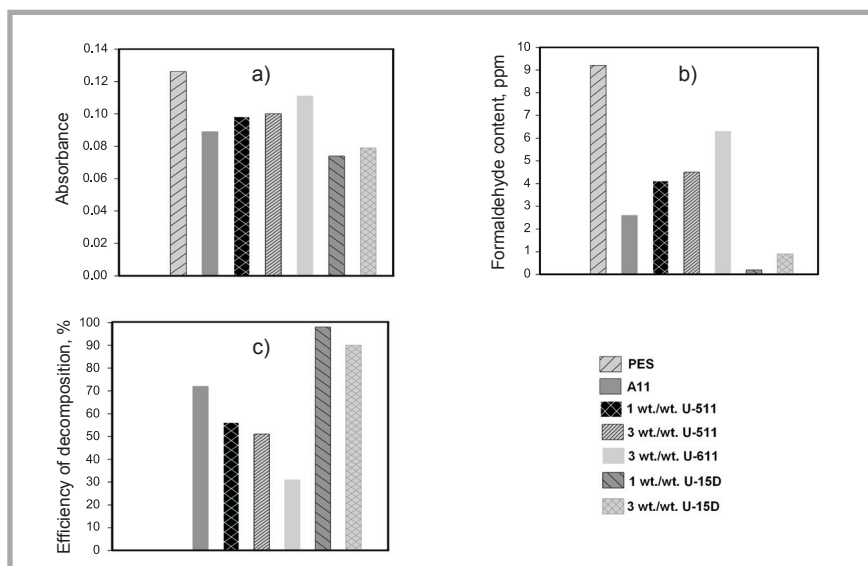 a)
Absorbance
0.14
0.12
0.10
0.08
0.06
0.04
0.02
0.00
b)
Formaldehyde content, ppm
10
9
8
7
6
5
4
3
2
1
0
c)
Efficiency of decomposition, %
100
90
80
70
60
50
40
30
20
10
0
PES
A11
1 wt./wt. U-511
3 wt./wt. U-511
3 wt./wt. U-611
1 wt./wt. U-15D
3 wt./wt. U-15D